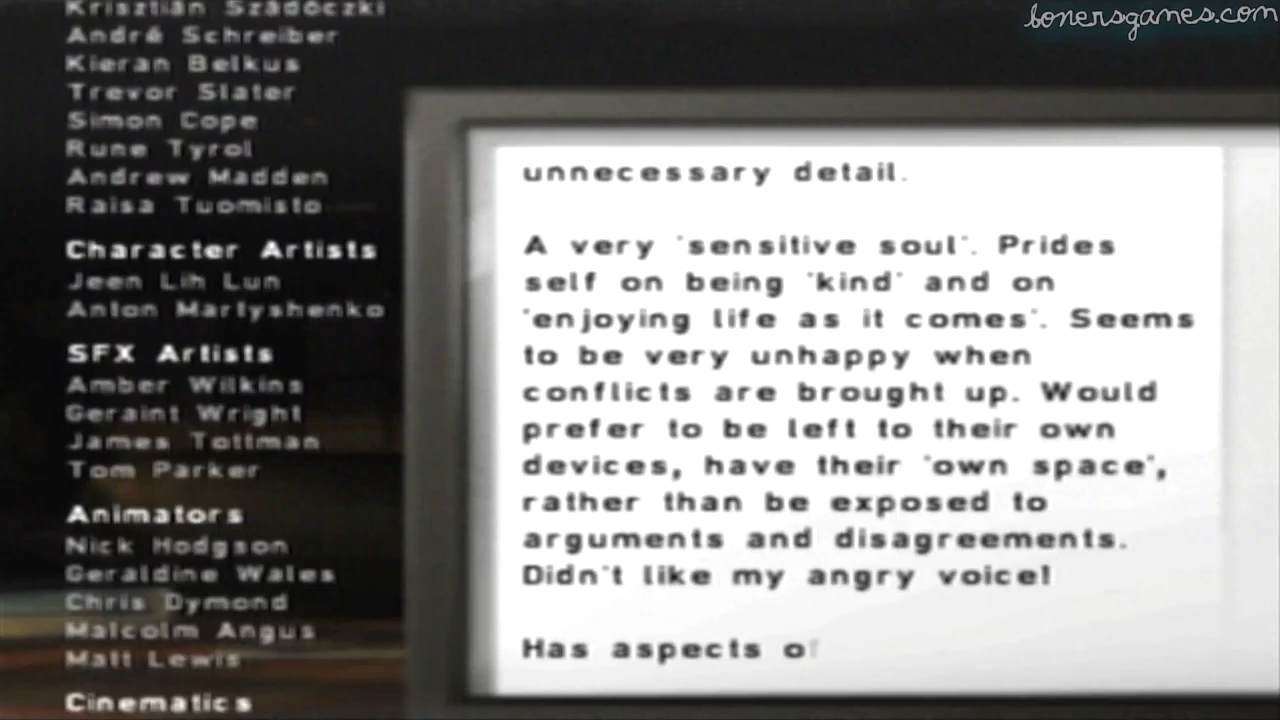 bonersgames.com
Krisztián Szádóczki
André Schreiber
Kieran Belkus
Trevor Slater
Simon Cope
Rune Tyrol
Andrew Madden
Raisa Tuomisto
Character Artists
Jeen Lih Lun
Anton Martyshenko
SFX Artists
Amber Wilkins
Geraint Wright
James Tottman
Tom Parker
Animators
Nick Hodgson
Geraldine Wales
Chris Dymond
Malcolm Angus
Matt Lewis
Cinematics
unnecessary detail.
A very 'sensitive soul'. Prides
self on being 'kind' and on
'enjoying life as it comes'. Seems
to be very unhappy when
conflicts are brought up. Would
prefer to be left to their own
devices, have their 'own space',
rather than be exposed to
arguments and disagreements.
Didn't like my angry voice!
Has aspects of